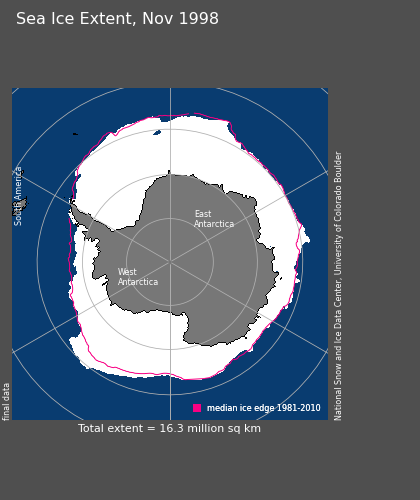 Sea Ice Extent, Nov 1998
South America
East
Antarctica
West
Antarctica
National Snow and Ice Data Center, University of Colorado Boulder
final data
median ice edge 1981-2010
Total extent = 16.3 million sq km